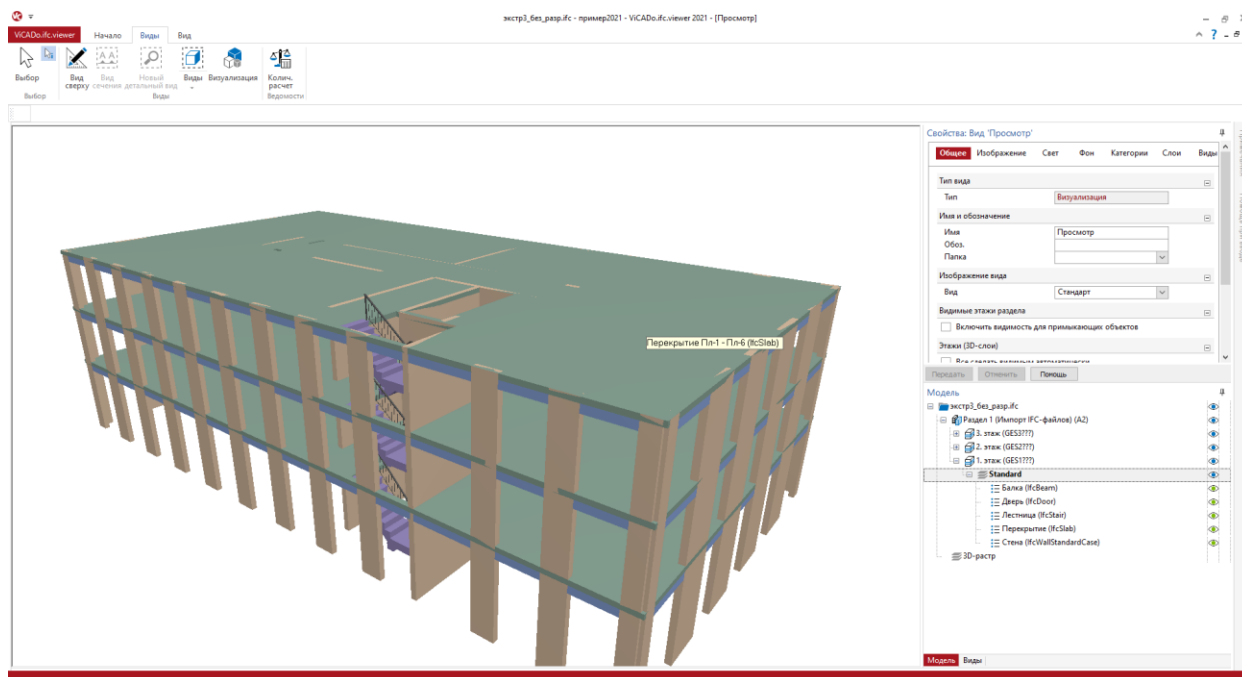 экстр3_без_разр.ifc - пример2021 - ViCADo.ifc.viewer 2021 - [Просмотр]
ViCADo.ifc.viewer Начало Виды Вид
Выбор
Вид сверху
Вид сечения
Новый детальный вид
Виды
Визуализация
Колич. расчет
Выбор Виды Ведомости
Перекрытие Пл-1 - Пл-6 (IfcSlab)
Свойства: Вид 'Просмотр'
Общее Изображение Свет Фон Категории Слои Виды
Тип вида
Тип Визуализация
Имя и обозначение
Имя Просмотр
Обоз.
Папка
Изображение вида
Вид Стандарт
Видимые этажи раздела
Включить видимость для примыкающих объектов
Этажи (3D-слои)
Все сделать видимым автоматически
Передать Отменить Помощь
Модель
экстр3_без_разр.ifc
Раздел 1 (Импорт IFC-файлов) (A2)
3. этаж (GES3???)
2. этаж (GES2???)
1. этаж (GES1???)
Standard
Балка (IfcBeam)
Дверь (IfcDoor)
Лестница (IfcStair)
Перекрытие (IfcSlab)
Стена (IfcWallStandardCase)
3D-растр
Модель Виды